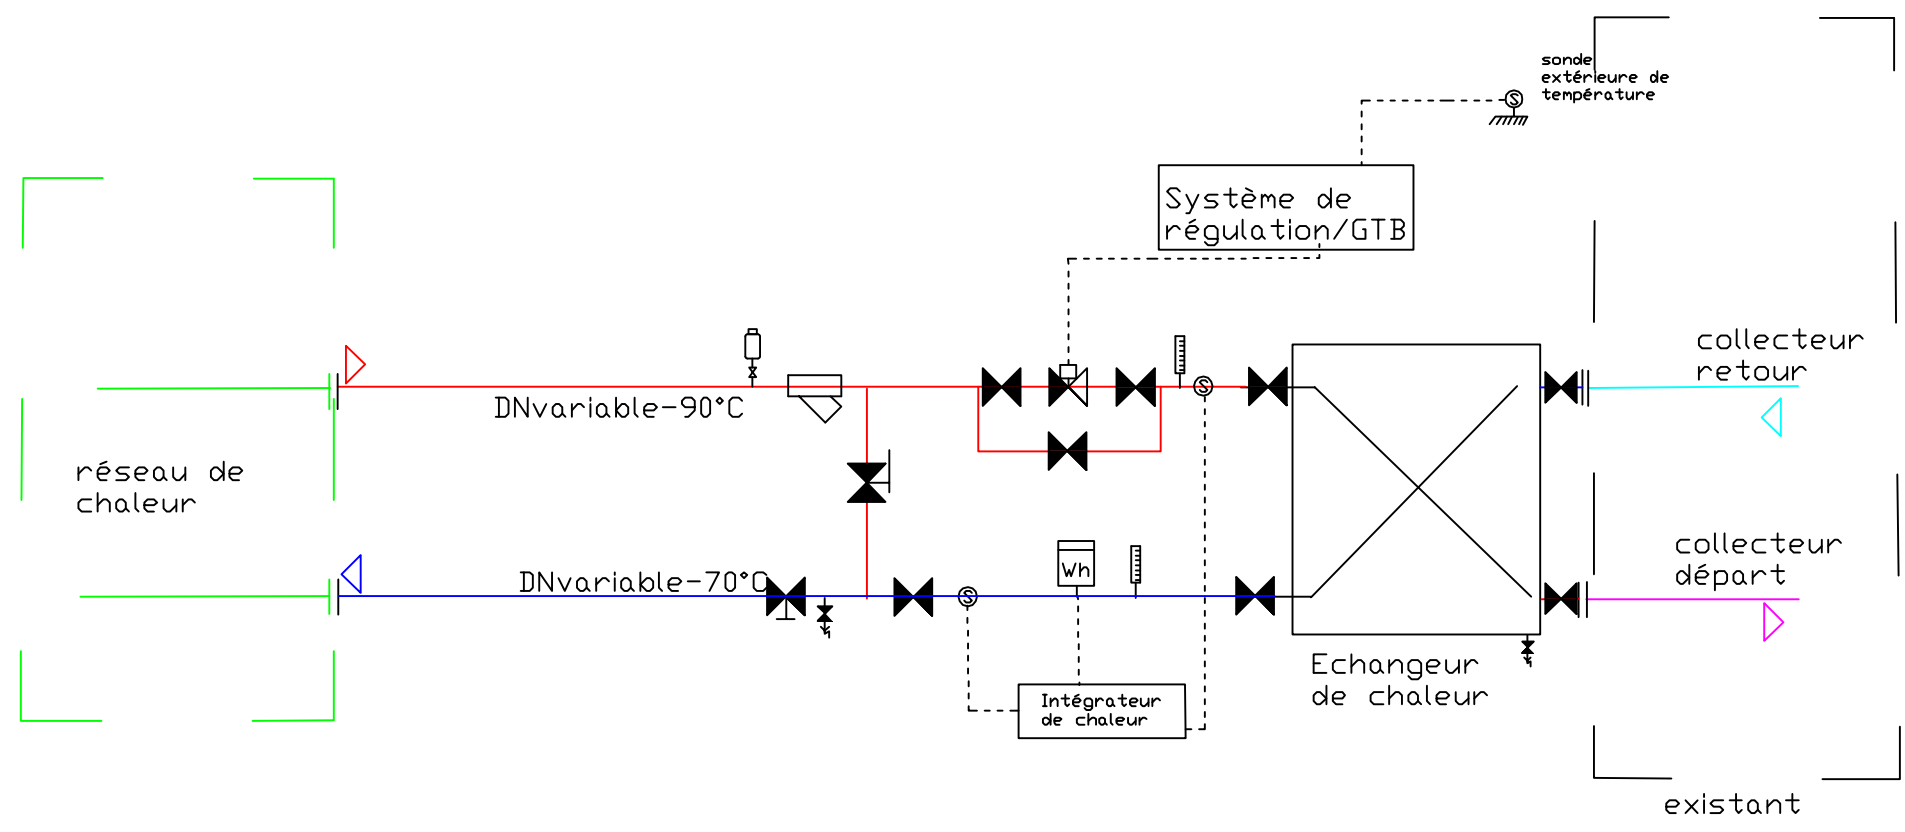 sonde
extérieure de
température
S
Système de
régulation/GTB
collecteur
retour
DNvariable-90°C
S
réseau de
chaleur
collecteur
départ
DNvariable-70°C
Wh
S
Echangeur
de chaleur
Intégrateur
de chaleur
existant